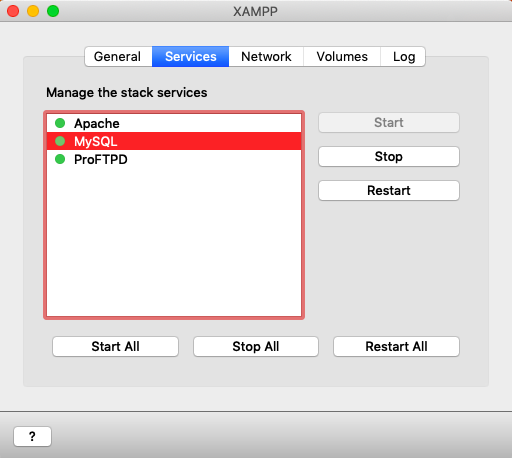 XAMPP
General Services Network Volumes Log
Manage the stack services
Apache
MySQL
ProFTPD
Start
Stop
Restart
Start All Stop All Restart All
?